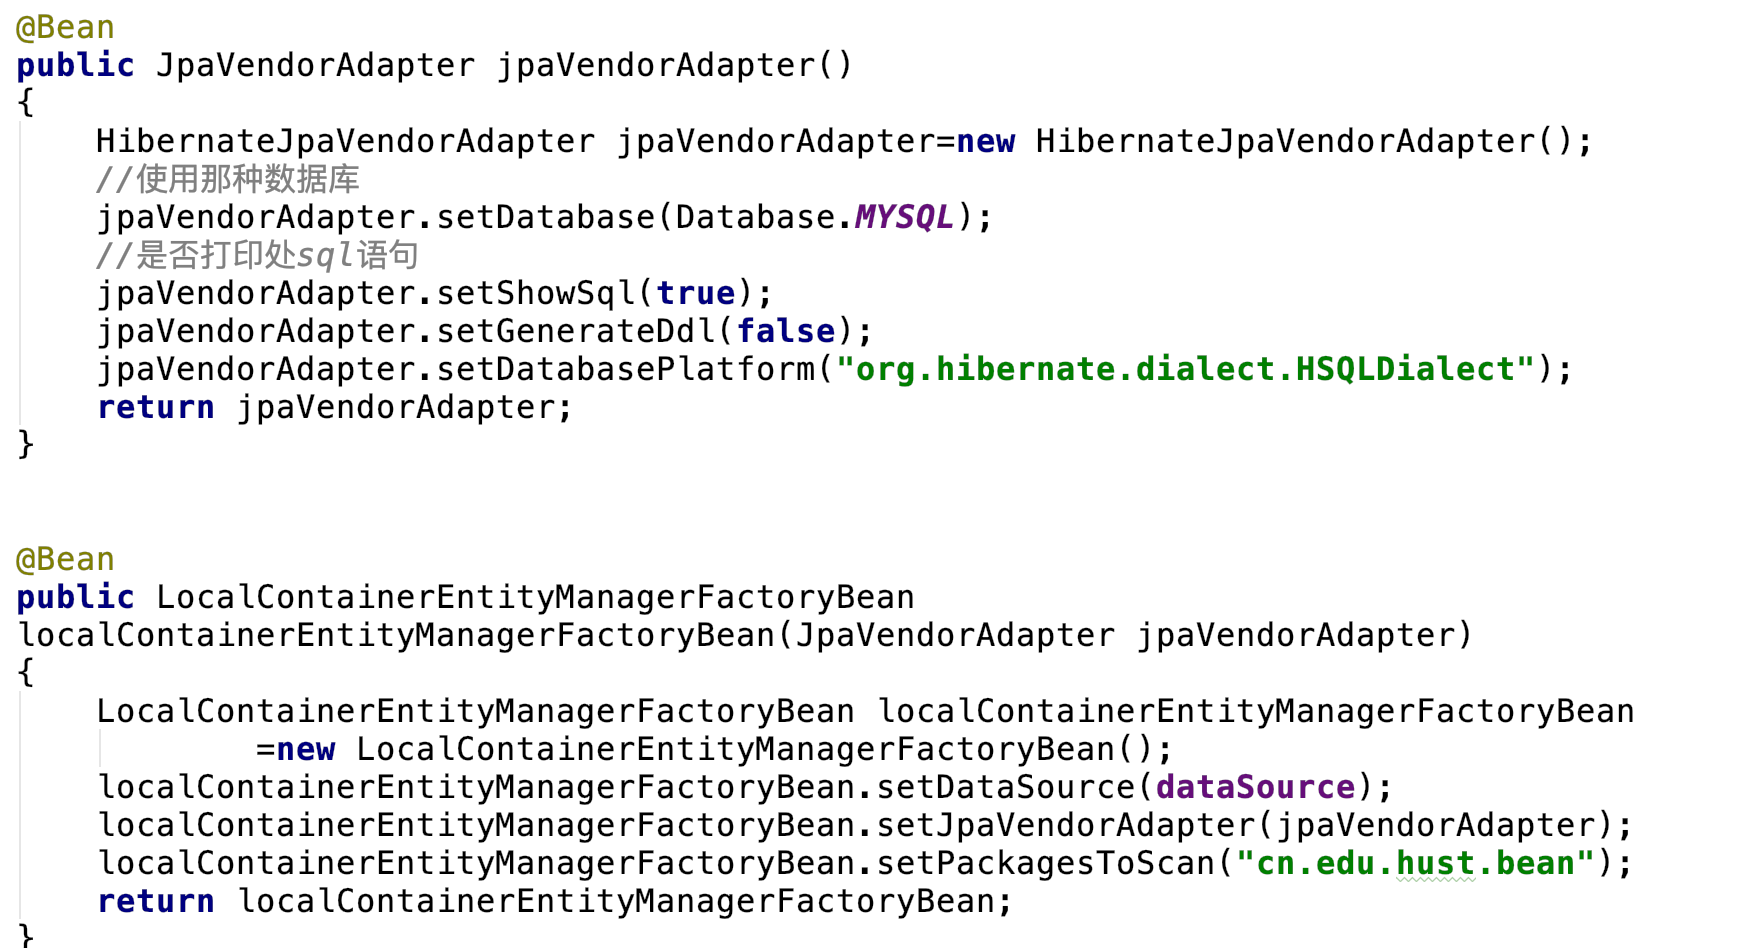 @Bean
public JpaVendorAdapter jpaVendorAdapter()
{
    HibernateJpaVendorAdapter jpaVendorAdapter=new HibernateJpaVendorAdapter();
    //使用那种数据库
    jpaVendorAdapter.setDatabase(Database.MYSQL);
    //是否打印处sql语句
    jpaVendorAdapter.setShowSql(true);
    jpaVendorAdapter.setGenerateDdl(false);
    jpaVendorAdapter.setDatabasePlatform("org.hibernate.dialect.HSQLDialect");
    return jpaVendorAdapter;
}
@Bean
public LocalContainerEntityManagerFactoryBean
localContainerEntityManagerFactoryBean(JpaVendorAdapter jpaVendorAdapter)
{
    LocalContainerEntityManagerFactoryBean localContainerEntityManagerFactoryBean
            =new LocalContainerEntityManagerFactoryBean();
    localContainerEntityManagerFactoryBean.setDataSource(dataSource);
    localContainerEntityManagerFactoryBean.setJpaVendorAdapter(jpaVendorAdapter);
    localContainerEntityManagerFactoryBean.setPackagesToScan("cn.edu.hust.bean");
    return localContainerEntityManagerFactoryBean;
}